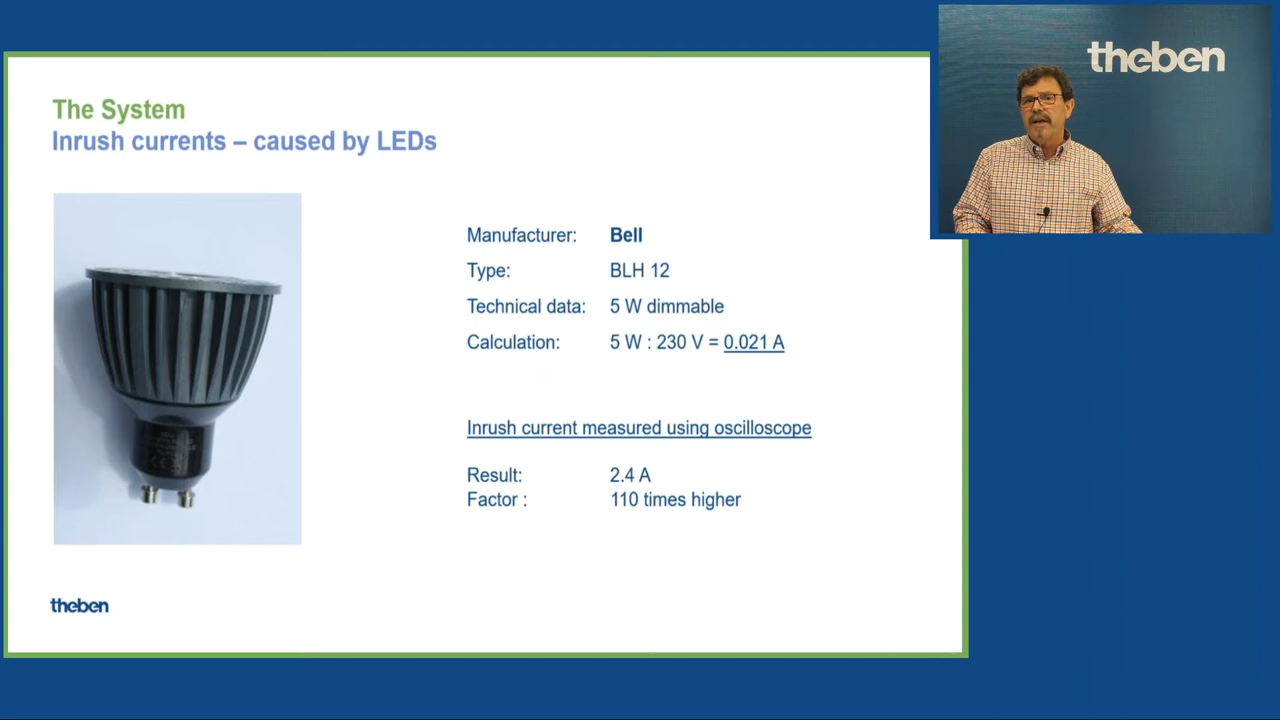 theben
The System
Inrush currents – caused by LEDs
Manufacturer: Bell
Type: BLH 12
Technical data: 5 W dimmable
Calculation: 5 W : 230 V = 0.021 A
Inrush current measured using oscilloscope
Result: 2.4 A
Factor : 110 times higher
theben